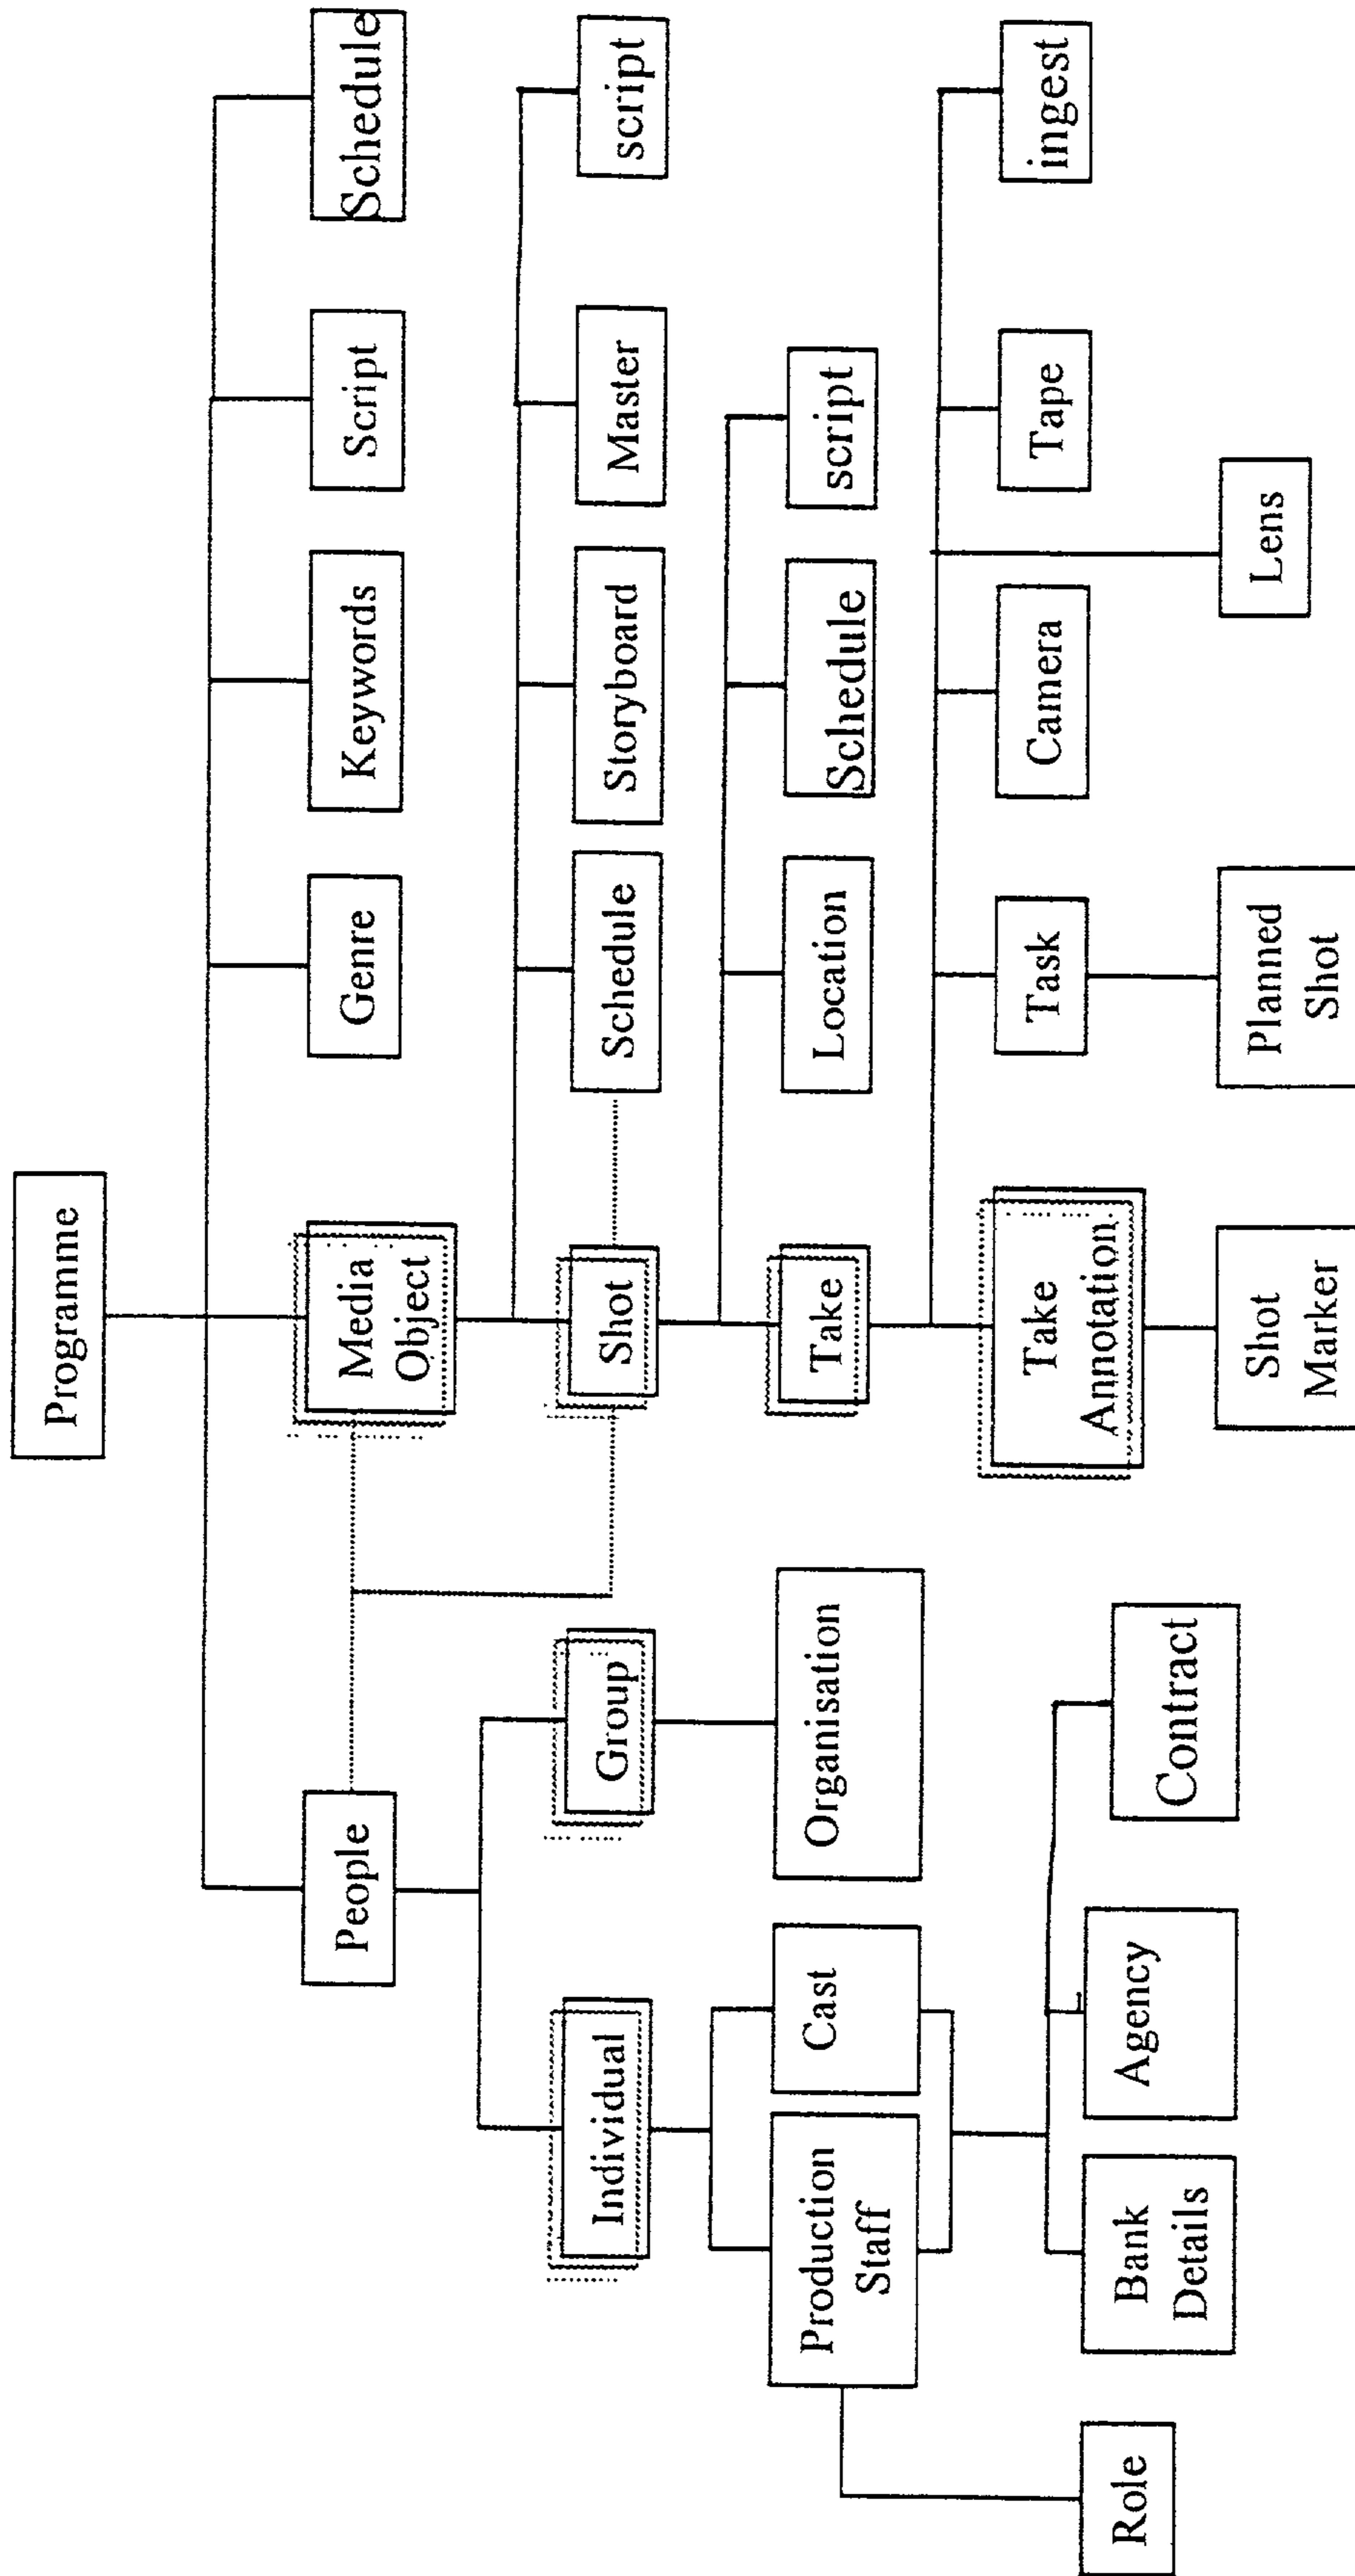 Programme
People
Media
Object
Genre
Keywords
Script
Schedule
Individual
Group
Shot
Schedule
Storyboard
Master
script
Production
Staff
Cast
Organisation
Take
Location
Schedule
script
Role
Bank
Details
Agency
Contract
Take
Annotation
Task
Camera
Tape
ingest
Shot
Marker
Planned
Shot
Lens